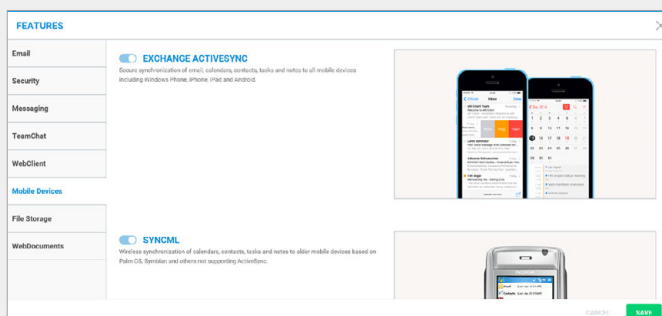 FEATURES
Email
Security
Messaging
TeamChat
WebClient
Mobile Devices
File Storage
WebDocuments
EXCHANGE ACTIVESYNC
Secure synchronization of email, calendars, contacts, tasks and notes to all mobile devices
including Windows Phone, iPhone, iPad and Android.
Inbox
SYNCML
Wireless synchronization of calendars, contacts, tasks and notes to older mobile devices based on
Palm OS, Symbian and others not supporting ActiveSync.
CANCEL
SAVE